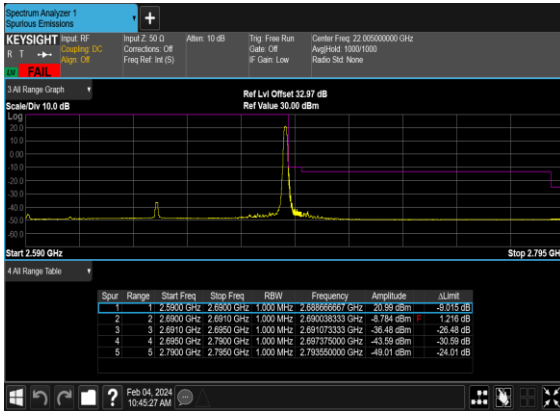 Spectrum Analyzer 1
Spurious Emissions
+
KEYSIGHT Input: RF Input Z: 50 Ω Atten: 10 dB Trig: Free Run Center Freq: 22.005000000 GHz
R T Coupling: DC Corrections: Off Gate: Off Avg|Hold: 1000/1000
Align: Off Freq Ref: Int (S) IF Gain: Low Radio Std: None
FAIL
3 All Range Graph
Ref Lvl Offset 32.97 dB
Scale/Div 10.0 dB Ref Value 30.00 dBm
Log
20.0
10.0
0.00
-10.0
-20.0
-30.0
-40.0
-50.0
-60.0
Start 2.590 GHz Stop 2.795 GH
4 All Range Table
Spur Range Start Freq Stop Freq RBW Frequency Amplitude ΔLimit
1 1 2.5900 GHz 2.6900 GHz 1.000 MHz 2.688666667 GHz 20.99 dBm -9.015 dB
2 2 2.6900 GHz 2.6910 GHz 1.000 MHz 2.690038333 GHz -8.784 dBm F 1.216 dB
3 3 2.6910 GHz 2.6950 GHz 1.000 MHz 2.691073333 GHz -36.48 dBm -26.48 dB
4 4 2.6950 GHz 2.7900 GHz 1.000 MHz 2.697375000 GHz -43.59 dBm -30.59 dB
5 5 2.7900 GHz 2.7950 GHz 1.000 MHz 2.793550000 GHz -49.01 dBm -24.01 dB
?
Feb 04, 2024
10:45:27 AM